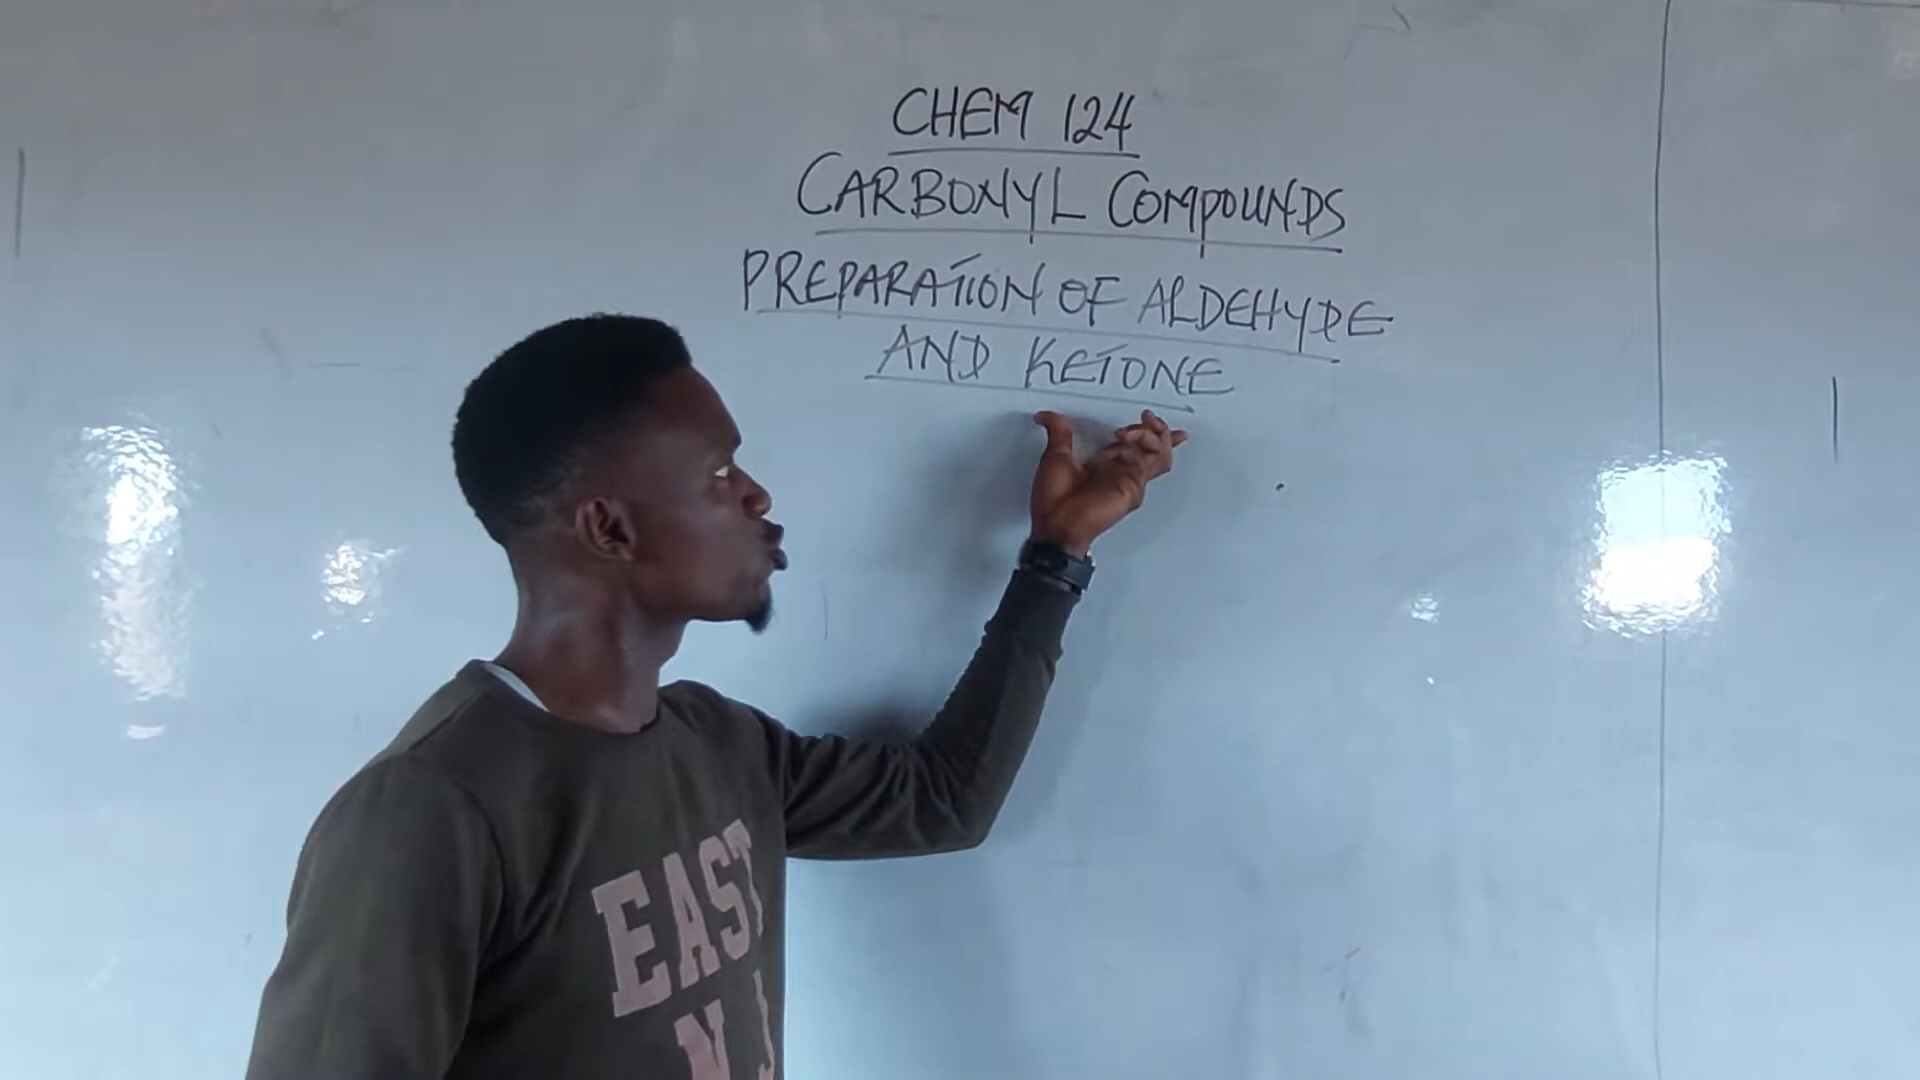 CHEM 124
CARBONYL COMPOUNDS
PREPARATION OF ALDEHYDE
AND KETONE
EAST
N J